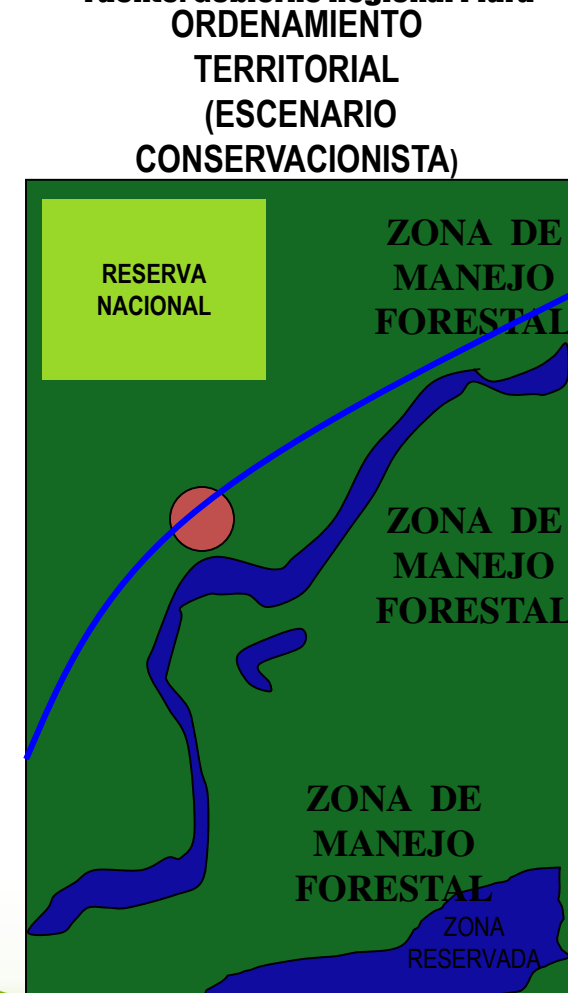 ORDENAMIENTO
TERRITORIAL
(ESCENARIO
CONSERVACIONISTA)
RESERVA
NACIONAL
ZONA DE
MANEJO
FORESTAL
ZONA DE
MANEJO
FORESTAL
ZONA DE
MANEJO
FORESTAL
ZONA
RESERVADA